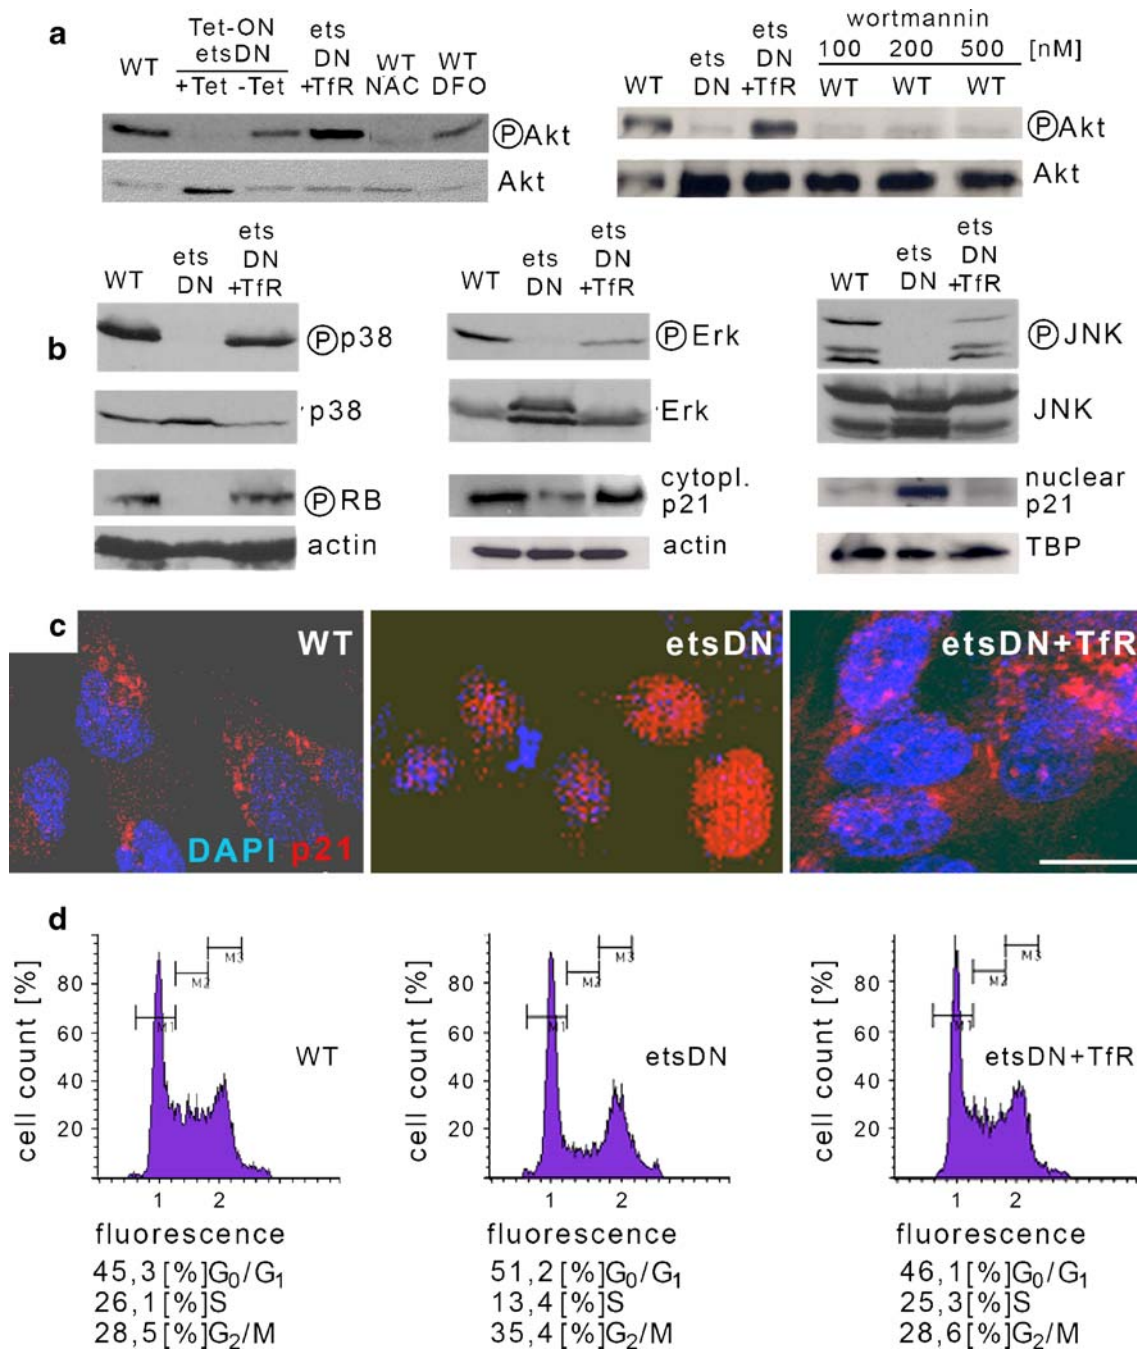 a
WT
Tet-ON
etsDN
+Tet -Tet
ets
DN
+TfR
WT
NAC
WT
DFO
ⓅAkt
Akt
WT
ets
DN
ets
DN
+TfR
wortmannin
100 200 500 [nM]
WT WT WT
ⓅAkt
Akt
b
WT
ets
DN
ets
DN
+TfR
Ⓟp38
p38
ⓅRB
actin
WT
ets
DN
ets
DN
+TfR
ⓅErk
Erk
cytopl.
p21
actin
WT
ets
DN
ets
DN
+TfR
ⓅJNK
JNK
nuclear
p21
TBP
c
WT
DAPI p21
etsDN
etsDN+TfR
d
cell count [%]
80
60
40
20
M1
M2
M3
WT
1 2
fluorescence
45,3[%]G0/G1
26,1[%]S
28,5[%]G2/M
cell count [%]
80
60
40
20
M1
M2
M3
etsDN
1 2
fluorescence
51,2[%]G0/G1
13,4[%]S
35,4[%]G2/M
cell count [%]
80
60
40
20
M1
M2
M3
etsDN+TfR
1 2
fluorescence
46,1[%]G0/G1
25,3[%]S
28,6[%]G2/M